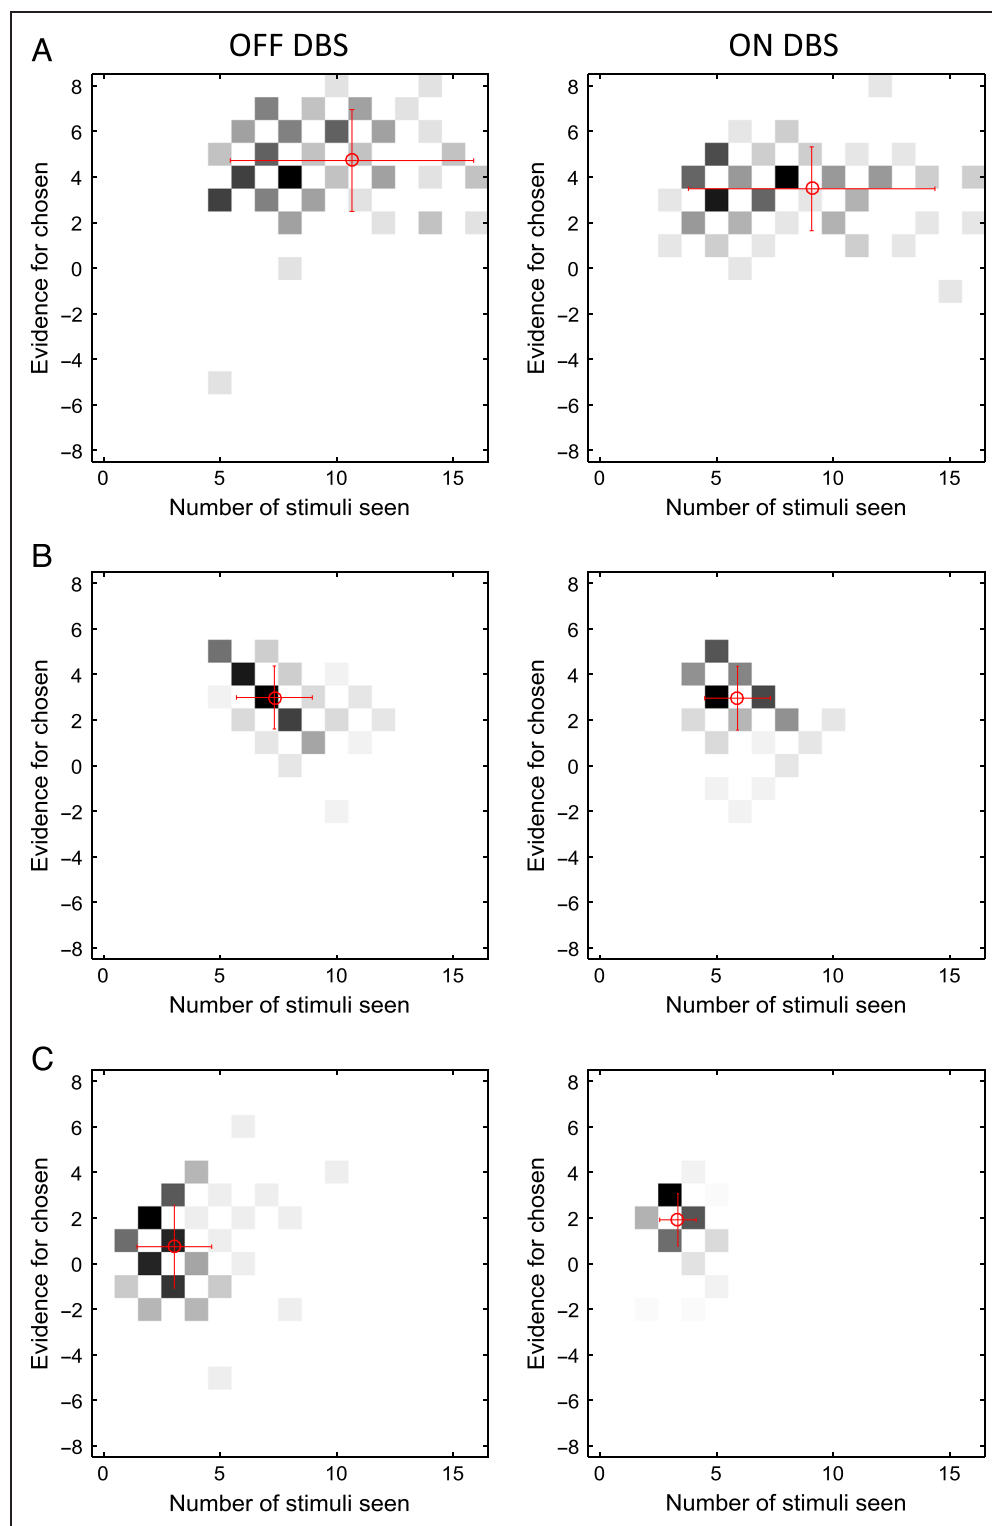 A
OFF DBS
ON DBS
Evidence for chosen
8
6
4
2
0
−2
−4
−6
−8
0 5 10 15
Number of stimuli seen
Evidence for chosen
8
6
4
2
0
−2
−4
−6
−8
0 5 10 15
Number of stimuli seen
B
Evidence for chosen
8
6
4
2
0
−2
−4
−6
−8
0 5 10 15
Number of stimuli seen
Evidence for chosen
8
6
4
2
0
−2
−4
−6
−8
0 5 10 15
Number of stimuli seen
C
Evidence for chosen
8
6
4
2
0
−2
−4
−6
−8
0 5 10 15
Number of stimuli seen
Evidence for chosen
8
6
4
2
0
−2
−4
−6
−8
0 5 10 15
Number of stimuli seen